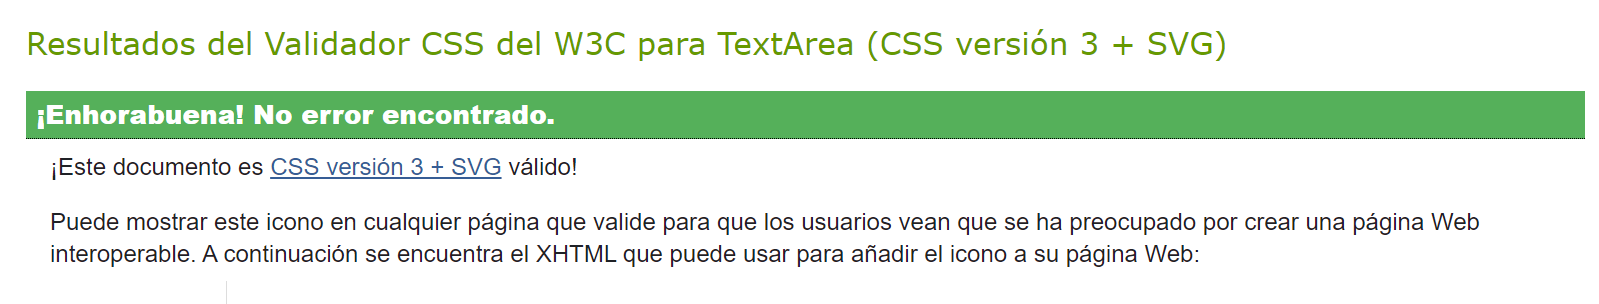 Resultados del Validador CSS del W3C para TextArea (CSS versión 3 + SVG)
¡Enhorabuena! No error encontrado.
¡Este documento es CSS versión 3 + SVG válido!
Puede mostrar este icono en cualquier página que valide para que los usuarios vean que se ha preocupado por crear una página Web
interoperable. A continuación se encuentra el XHTML que puede usar para añadir el icono a su página Web: